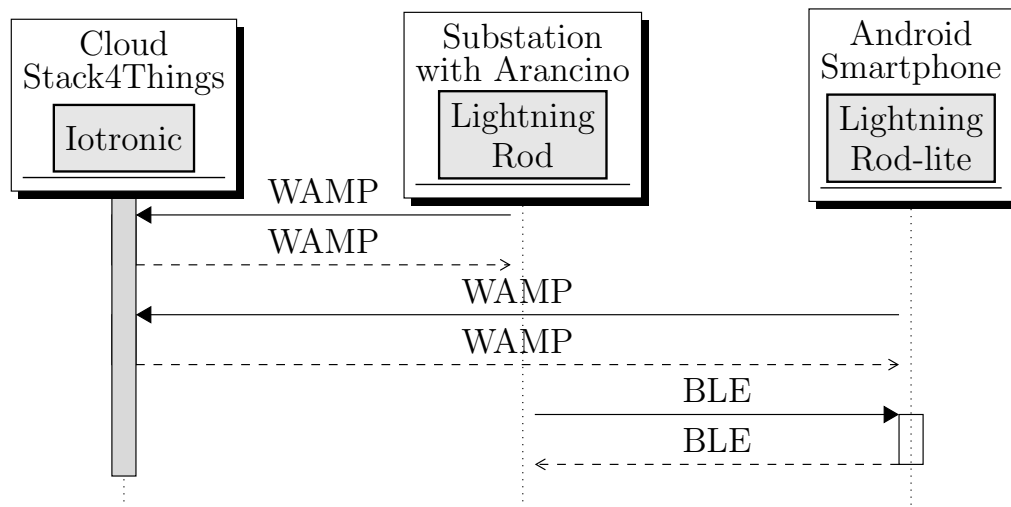 Cloud
Stack4Things
Iotronic
Substation
with Arancino
Lightning
Rod
Android
Smartphone
Lightning
Rod-lite
WAMP
WAMP
WAMP
WAMP
BLE
BLE